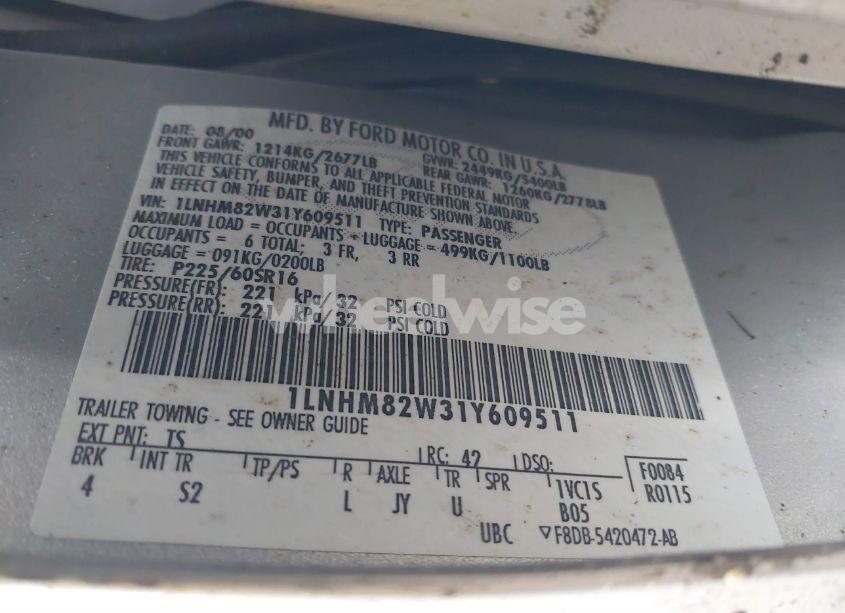 MFD. BY FORD MOTOR CO. IN U.S.A.
DATE: 08/00 GVWR: 2449KG/5400LB
FRONT GAWR: 1214KG/2677LB REAR GAWR: 1260KG/2778LB
THIS VEHICLE CONFORMS TO ALL APPLICABLE FEDERAL MOTOR
VEHICLE SAFETY, BUMPER, AND THEFT PREVENTION STANDARDS
IN EFFECT ON THE DATE OF MANUFACTURE SHOWN ABOVE.
VIN: 1LNHM82W31Y609511 TYPE: PASSENGER
MAXIMUM LOAD = OCCUPANTS + LUGGAGE = 499KG/1100LB
OCCUPANTS = 6 TOTAL; 3 FR, 3 RR
LUGGAGE = 091KG/0200LB
TIRE: P225/60SR16
PRESSURE(FR): 221 kPa/32 PSI COLD
PRESSURE(RR): 221 kPa/32 PSI COLD
wheelwise
1LNHM82W31Y609511
TRAILER TOWING - SEE OWNER GUIDE
EXT PNT: TS RC: 42 DSO: F0084
BRK INT TR TP/PS R AXLE TR SPR 1VC1S R0115
4 S2 L JY U B05
UBC ▽F8DB-5420472-AB